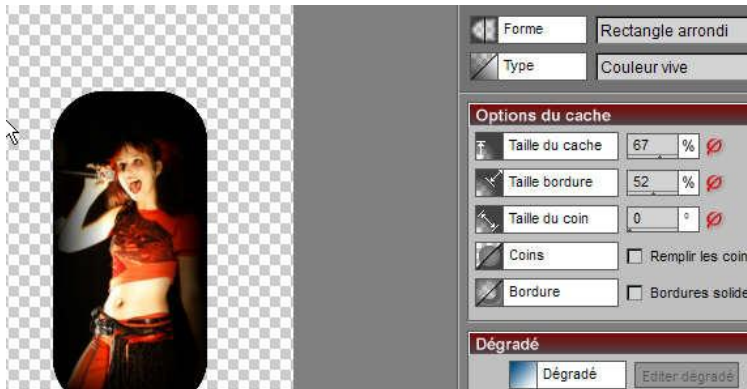 Forme Rectangle arrondi
Type Couleur vive
Options du cache
Taille du cache 67 %
Taille bordure 52 %
Taille du coin 0 °
Coins Remplir les coin
Bordure Bordures solide
Dégradé
Dégradé Editer dégradé